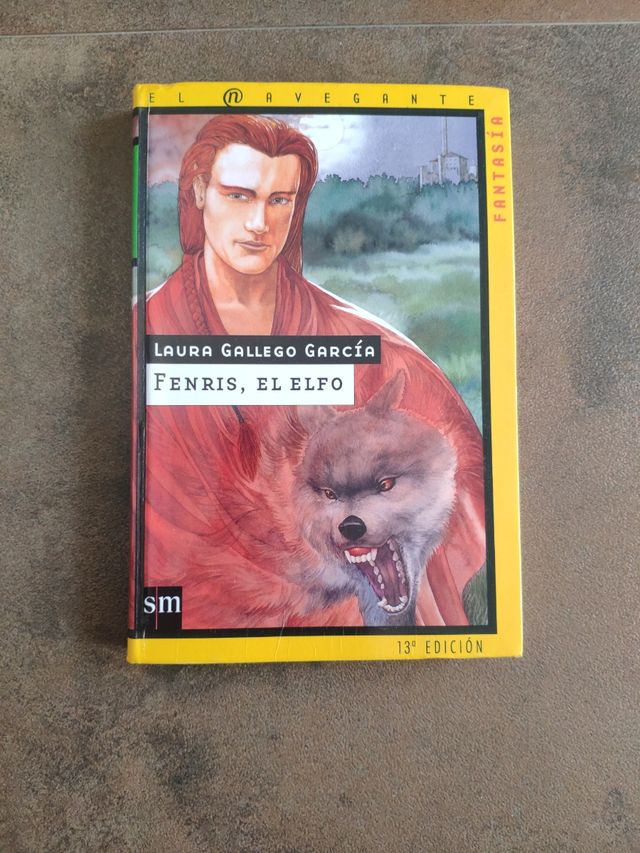 EL NAVEGANTE
FANTASÍA
LAURA GALLEGO GARCÍA
FENRIS, EL ELFO
sm
13ª EDICIÓN